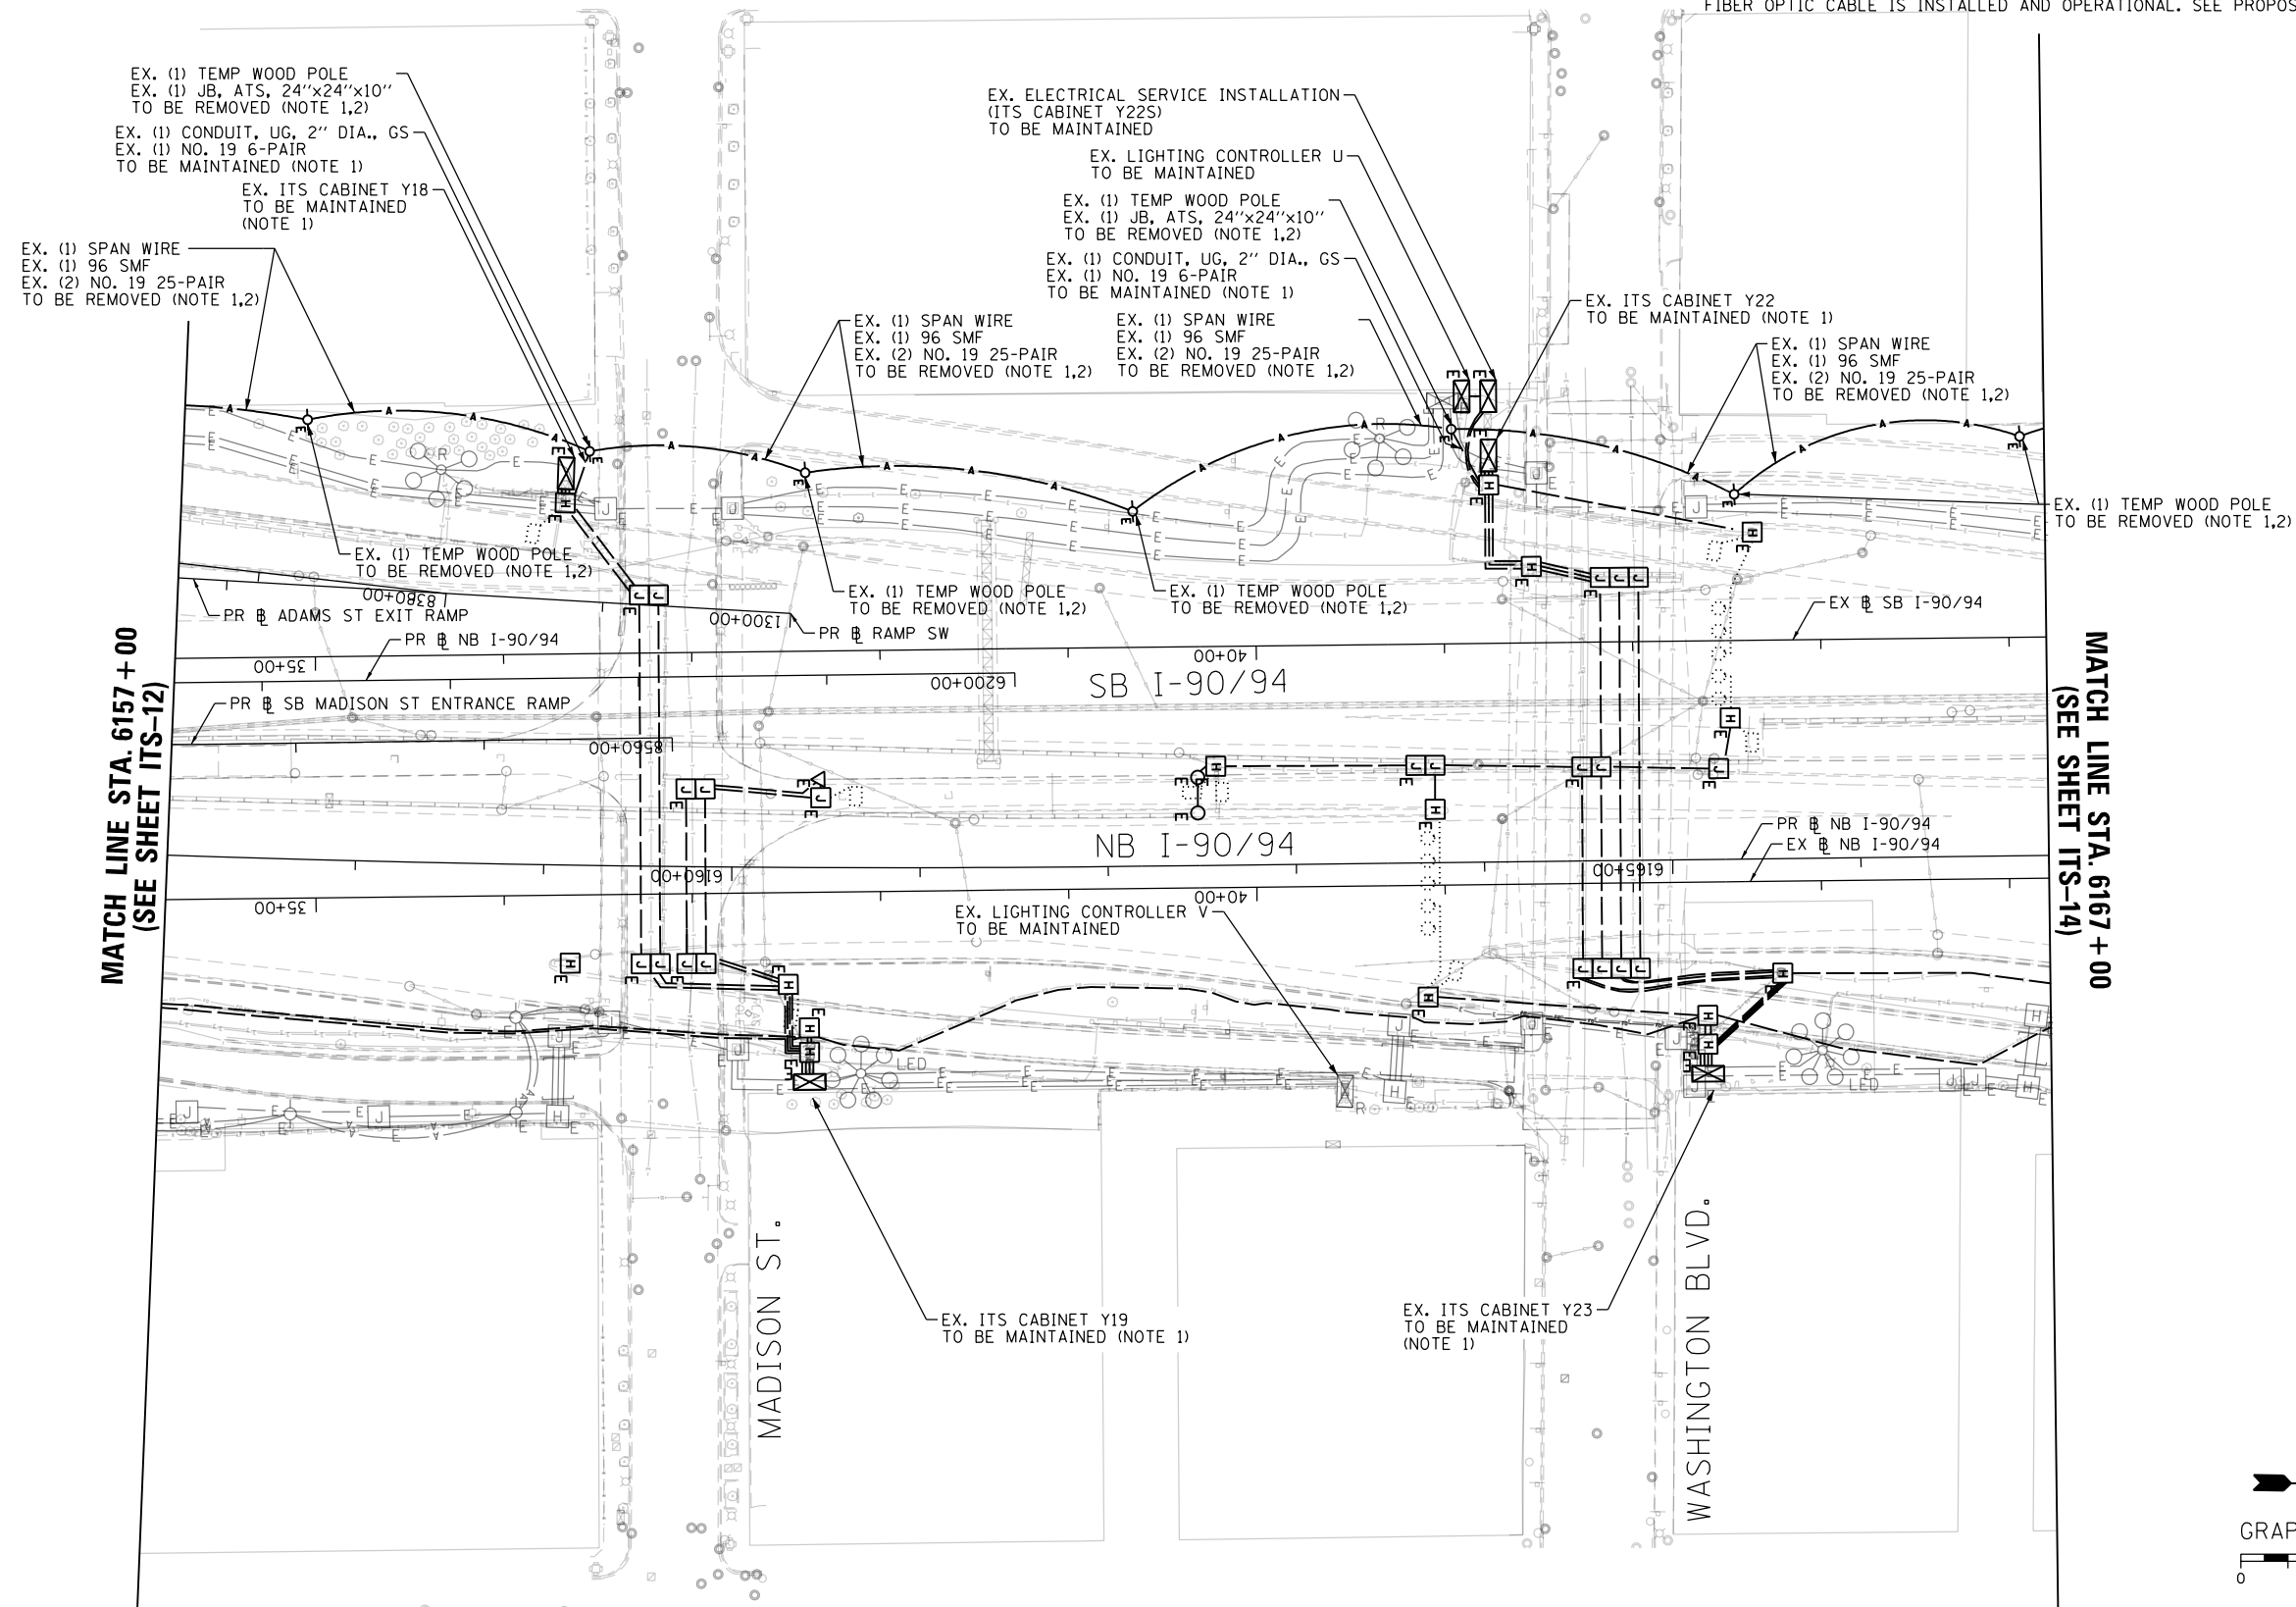 FIBER OPTIC CABLE IS INSTALLED AND OPERATIONAL. SEE PROPOS
EX. (1) TEMP WOOD POLE
EX. (1) JB, ATS, 24''x24''x10''
TO BE REMOVED (NOTE 1,2)
EX. (1) CONDUIT, UG, 2'' DIA., GS
EX. (1) NO. 19 6-PAIR
TO BE MAINTAINED (NOTE 1)
EX. ITS CABINET Y18
TO BE MAINTAINED
(NOTE 1)
EX. (1) SPAN WIRE
EX. (1) 96 SMF
EX. (2) NO. 19 25-PAIR
TO BE REMOVED (NOTE 1,2)
EX. ELECTRICAL SERVICE INSTALLATION
(ITS CABINET Y22S)
TO BE MAINTAINED
EX. LIGHTING CONTROLLER U
TO BE MAINTAINED
EX. (1) TEMP WOOD POLE
EX. (1) JB, ATS, 24''x24''x10''
TO BE REMOVED (NOTE 1,2)
EX. (1) CONDUIT, UG, 2'' DIA., GS
EX. (1) NO. 19 6-PAIR
TO BE MAINTAINED (NOTE 1)
EX. (1) SPAN WIRE
EX. (1) 96 SMF
EX. (2) NO. 19 25-PAIR
TO BE REMOVED (NOTE 1,2)
EX. (1) SPAN WIRE
EX. (1) 96 SMF
EX. (2) NO. 19 25-PAIR
TO BE REMOVED (NOTE 1,2)
EX. ITS CABINET Y22
TO BE MAINTAINED (NOTE 1)
EX. (1) SPAN WIRE
EX. (1) 96 SMF
EX. (2) NO. 19 25-PAIR
TO BE REMOVED (NOTE 1,2)
EX. (1) TEMP WOOD POLE
TO BE REMOVED (NOTE 1,2)
EX. (1) TEMP WOOD POLE
TO BE REMOVED (NOTE 1,2)
EX. (1) TEMP WOOD POLE
TO BE REMOVED (NOTE 1,2)
EX. (1) TEMP WOOD POLE
TO BE REMOVED (NOTE 1,2)
8380+00
1300+00
PR ℄ ADAMS ST EXIT RAMP
PR ℄ RAMP SW
PR ℄ NB I-90/94
EX ℄ SB I-90/94
35+00
40+00
6200+00
SB I-90/94
PR ℄ SB MADISON ST ENTRANCE RAMP
8560+00
MATCH LINE STA. 6157+00
(SEE SHEET ITS-12)
MATCH LINE STA. 6167+00
(SEE SHEET ITS-14)
NB I-90/94
PR ℄ NB I-90/94
EX ℄ NB I-90/94
6160+00
6165+00
35+00
40+00
EX. LIGHTING CONTROLLER V
TO BE MAINTAINED
LED
LED
EX. ITS CABINET Y19
TO BE MAINTAINED (NOTE 1)
EX. ITS CABINET Y23
TO BE MAINTAINED
(NOTE 1)
MADISON ST.
WASHINGTON BLVD.
GRAP
0